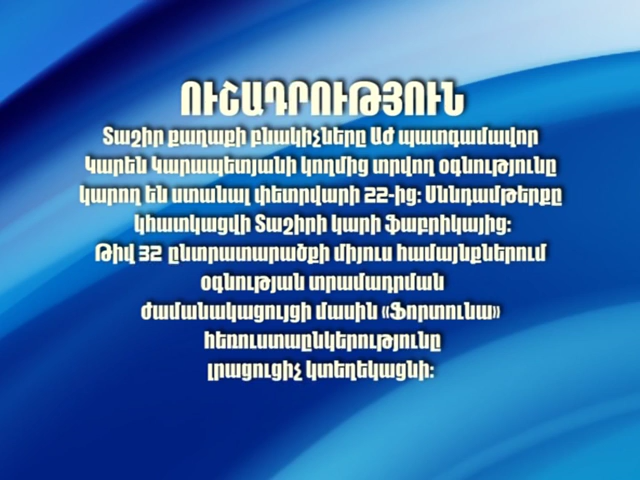 ՈՒՇԱԴՐՈՒԹՅՈՒՆ
Տաշիր քաղաքի բնակիչները ԱԺ պատգամավոր
Կարեն Կարապետյանի կողմից տրվող օգնությունը
կարող են ստանալ փետրվարի 22-ից: Սննդամթերքը
կհատկացվի Տաշիրի կարի ֆաբրիկայից:
Թիվ 32 ընտրատարածքի մյուս համայնքներում
օգնության տրամադրման
ժամանակացույցի մասին «Ֆորտունա»
հեռուստաընկերությունը
լրացուցիչ կտեղեկացնի: